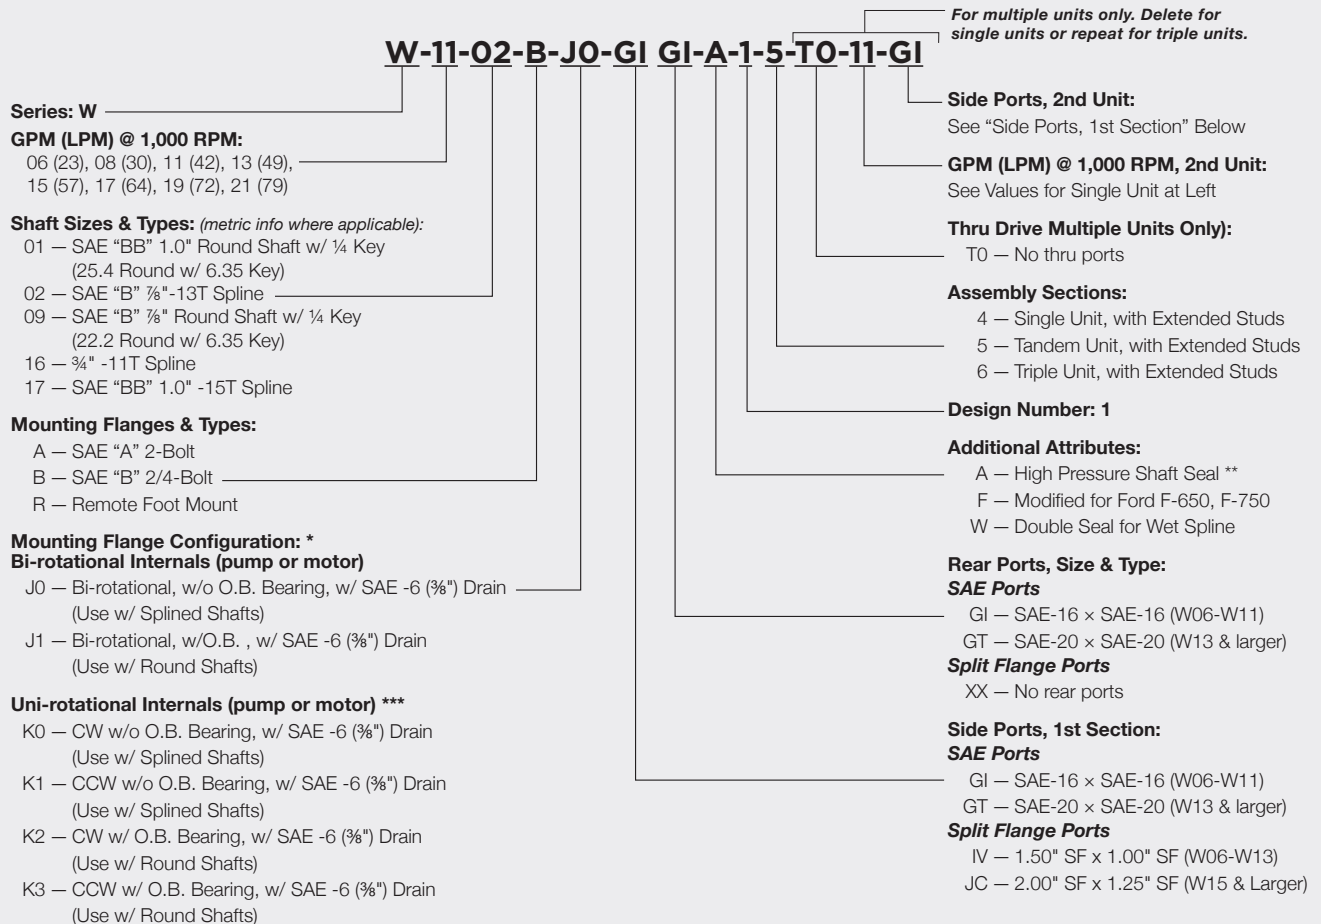 For multiple units only. Delete for
single units or repeat for triple units.
W-11-02-B-J0-GI GI-A-1-5-T0-11-GI
Series: W
GPM (LPM) @ 1,000 RPM:
06 (23), 08 (30), 11 (42), 13 (49),
15 (57), 17 (64), 19 (72), 21 (79)
Shaft Sizes & Types: (metric info where applicable):
01 — SAE “BB” 1.0" Round Shaft w/ ¼ Key
(25.4 Round w/ 6.35 Key)
02 — SAE “B” ⅞"-13T Spline
09 — SAE “B” ⅞" Round Shaft w/ ¼ Key
(22.2 Round w/ 6.35 Key)
16 — ¾" -11T Spline
17 — SAE “BB” 1.0" -15T Spline
Mounting Flanges & Types:
A — SAE “A” 2-Bolt
B — SAE “B” 2/4-Bolt
R — Remote Foot Mount
Mounting Flange Configuration: *
Bi-rotational Internals (pump or motor)
J0 — Bi-rotational, w/o O.B. Bearing, w/ SAE -6 (⅜") Drain
(Use w/ Splined Shafts)
J1 — Bi-rotational, w/O.B. , w/ SAE -6 (⅜") Drain
(Use w/ Round Shafts)
Uni-rotational Internals (pump or motor) ***
K0 — CW w/o O.B. Bearing, w/ SAE -6 (⅜") Drain
(Use w/ Splined Shafts)
K1 — CCW w/o O.B. Bearing, w/ SAE -6 (⅜") Drain
(Use w/ Splined Shafts)
K2 — CW w/ O.B. Bearing, w/ SAE -6 (⅜") Drain
(Use w/ Round Shafts)
K3 — CCW w/ O.B. Bearing, w/ SAE -6 (⅜") Drain
(Use w/ Round Shafts)
Side Ports, 2nd Unit:
See “Side Ports, 1st Section” Below
GPM (LPM) @ 1,000 RPM, 2nd Unit:
See Values for Single Unit at Left
Thru Drive Multiple Units Only):
T0 — No thru ports
Assembly Sections:
4 — Single Unit, with Extended Studs
5 — Tandem Unit, with Extended Studs
6 — Triple Unit, with Extended Studs
Design Number: 1
Additional Attributes:
A — High Pressure Shaft Seal **
F — Modified for Ford F-650, F-750
W — Double Seal for Wet Spline
Rear Ports, Size & Type:
SAE Ports
GI — SAE-16 × SAE-16 (W06-W11)
GT — SAE-20 × SAE-20 (W13 & larger)
Split Flange Ports
XX — No rear ports
Side Ports, 1st Section:
SAE Ports
GI — SAE-16 × SAE-16 (W06-W11)
GT — SAE-20 × SAE-20 (W13 & larger)
Split Flange Ports
IV — 1.50" SF x 1.00" SF (W06-W13)
JC — 2.00" SF x 1.25" SF (W15 & Larger)